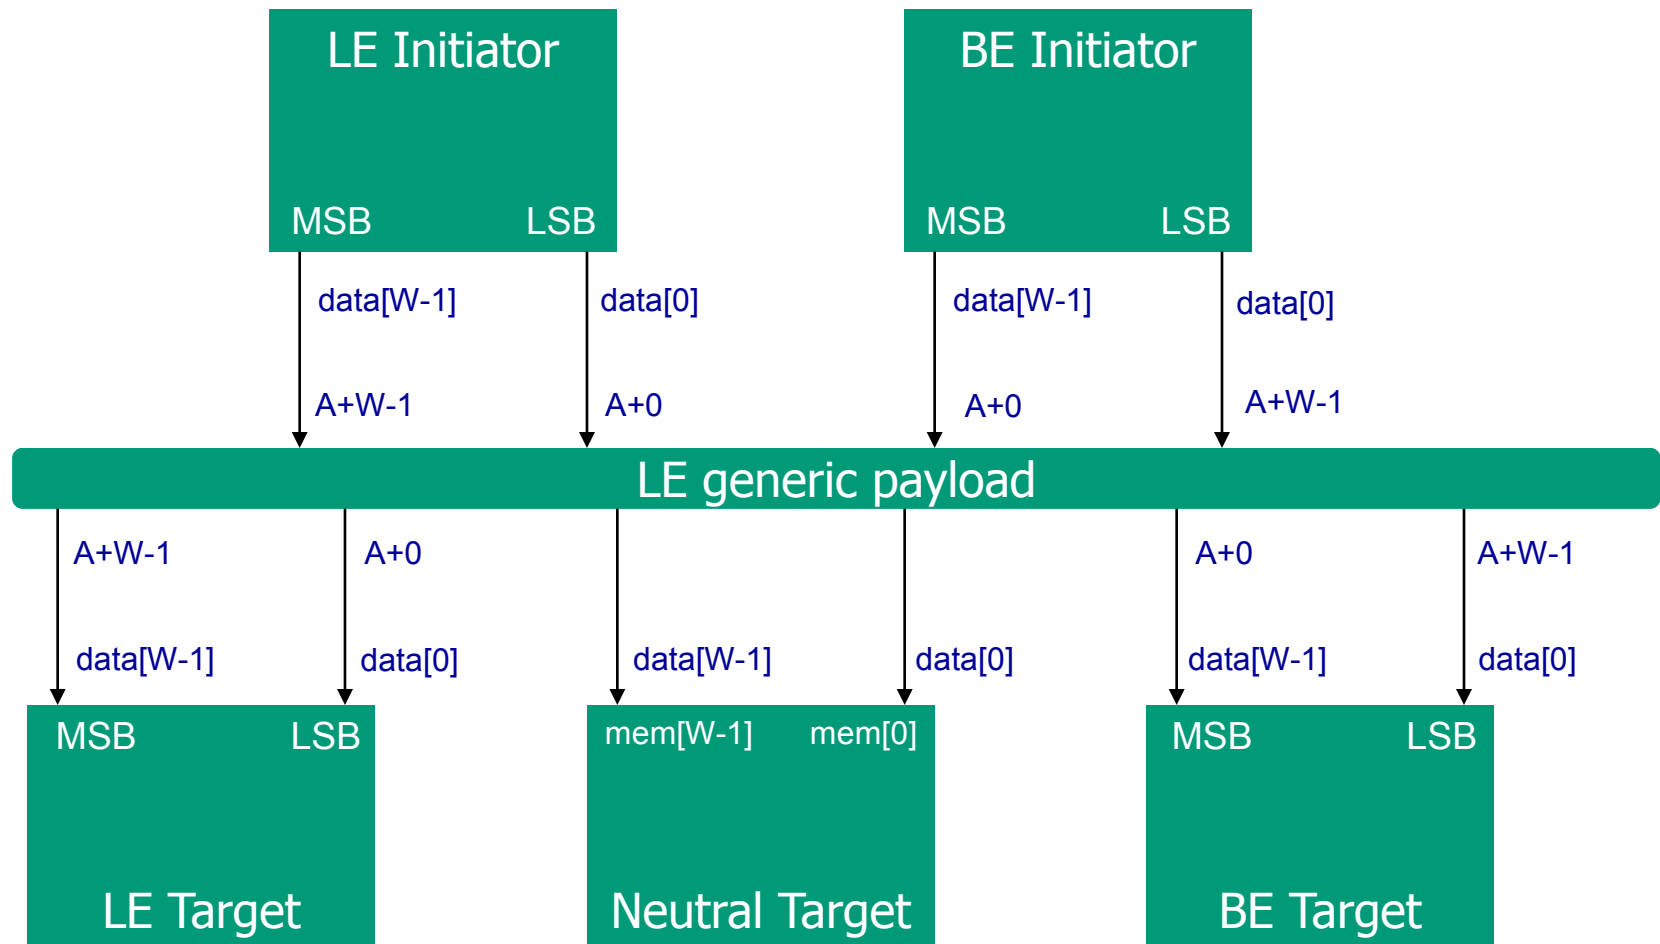 LE Initiator
BE Initiator
MSB LSB
MSB LSB
data[W-1] data[0] data[W-1] data[0]
A+W-1 A+0 A+0 A+W-1
LE generic payload
A+W-1 A+0 A+0 A+W-1
data[W-1] data[0] data[W-1] data[0] data[W-1] data[0]
MSB LSB
mem[W-1] mem[0]
MSB LSB
LE Target
Neutral Target
BE Target